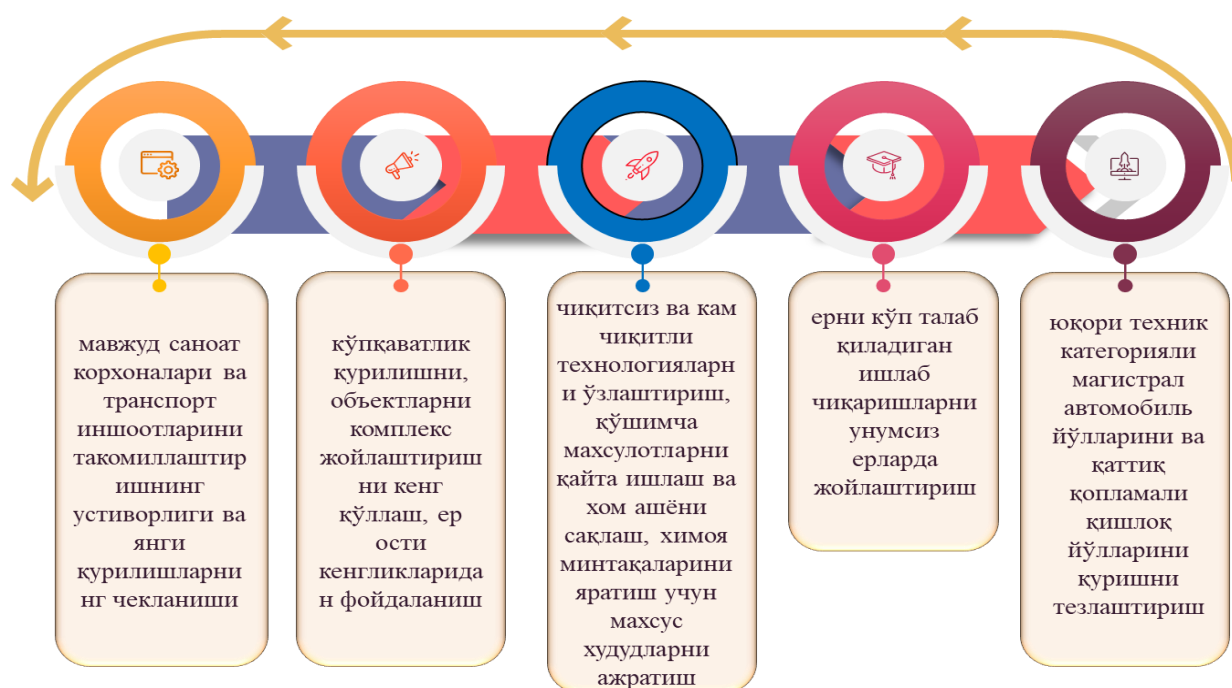 мавжуд саноат
корхоналари ва
транспорт
иншоотларини
такомиллаштир
ишнинг
устиворлиги ва
янги
қурилишларни
нг чекланиши
кўпқаватлик
қурилишни,
объектларни
комплекс
жойлаштириш
ни кенг
қўллаш, ер
ости
кенгликларида
н фойдаланиш
чиқитсиз ва кам
чиқитли
технологияларн
и ўзлаштириш,
қўшимча
махсулотларни
қайта ишлаш ва
хом ашёни
сақлаш, химоя
минтақаларини
яратиш учун
махсус
худудларни
ажратиш
ерни кўп талаб
қиладиган
ишлаб
чиқаришларни
унумсиз
ерларда
жойлаштириш
юқори техник
категорияли
магистрал
автомобиль
йўлларини ва
қаттиқ
қопламали
қишлоқ
йўлларини
қуришни
тезлаштириш